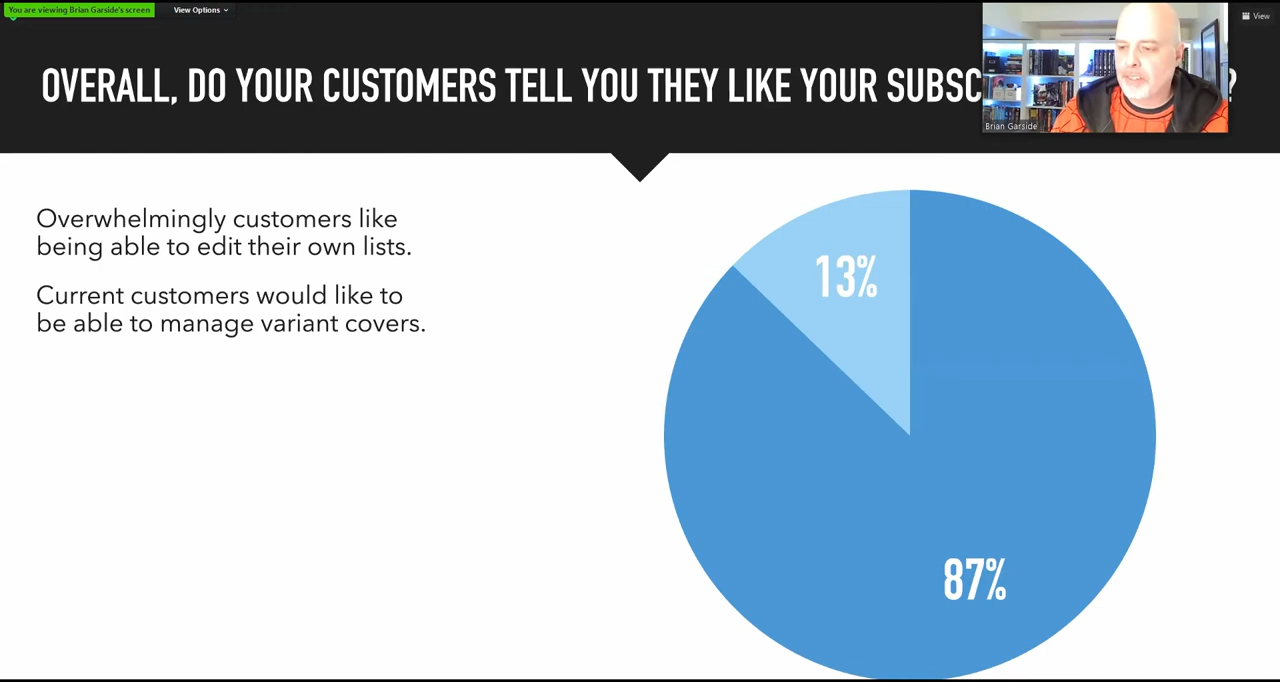 You are viewing Brian Garside's screen
View Options
View
OVERALL, DO YOUR CUSTOMERS TELL YOU THEY LIKE YOUR ?
Brian Garside
Overwhelmingly customers like
being able to edit their own lists.
Current customers would like to
be able to manage variant covers.
13%
87%